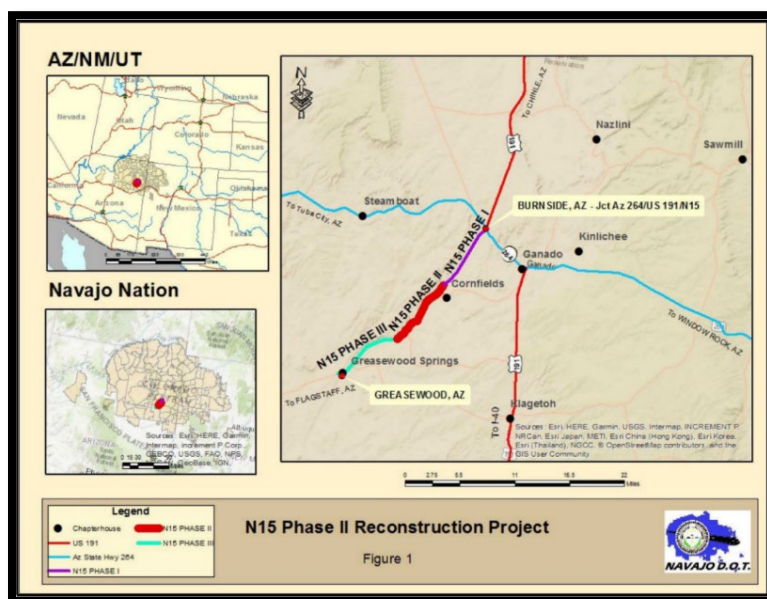 AZ/NM/UT
Idaho
Wyoming
Nebraska
Nevada
Utah
Colorado
Kansas
California
Arizona
New Mexico
Oklahoma
Texas
Navajo Nation
Sources: Esri, HERE, Garmin,
Intermap, increment P Corp.,
GEBCO, USGS, FAO, NPS,
N
To CHINLE, AZ
191
Nazlini
Sawmill
Steamboat
To Tuba City, AZ
BURNSIDE, AZ - Jct Az 264/US 191/N15
N15 PHASE I
264
Ganado
Ganado
Kinlichee
N15 PHASE II
Cornfields
N15 PHASE III
To WINDOW ROCK, AZ
Greasewood Springs
To FLAGSTAFF, AZ
GREASEWOOD, AZ
191
To I-40
Klagetoh
Sources: Esri, HERE, Garmin, USGS, Intermap, INCREMENT P,
NRCan, Esri Japan, METI, Esri China (Hong Kong), Esri Korea,
Esri (Thailand), NGCC, © OpenStreetMap contributors, and the
GIS User Community
0 2.75 5.5 11 16.5 22
Miles
Legend
Chapterhouse
N15 PHASE II
US 191
N15 PHASE III
Az State Hwy 264
N15 PHASE I
N15 Phase II Reconstruction Project
Figure 1
NAVAJO D.O.T.